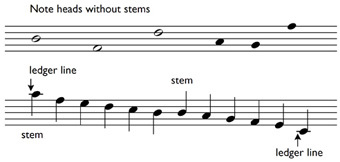 Note heads without stems
ledger line
stem
stem
ledger line